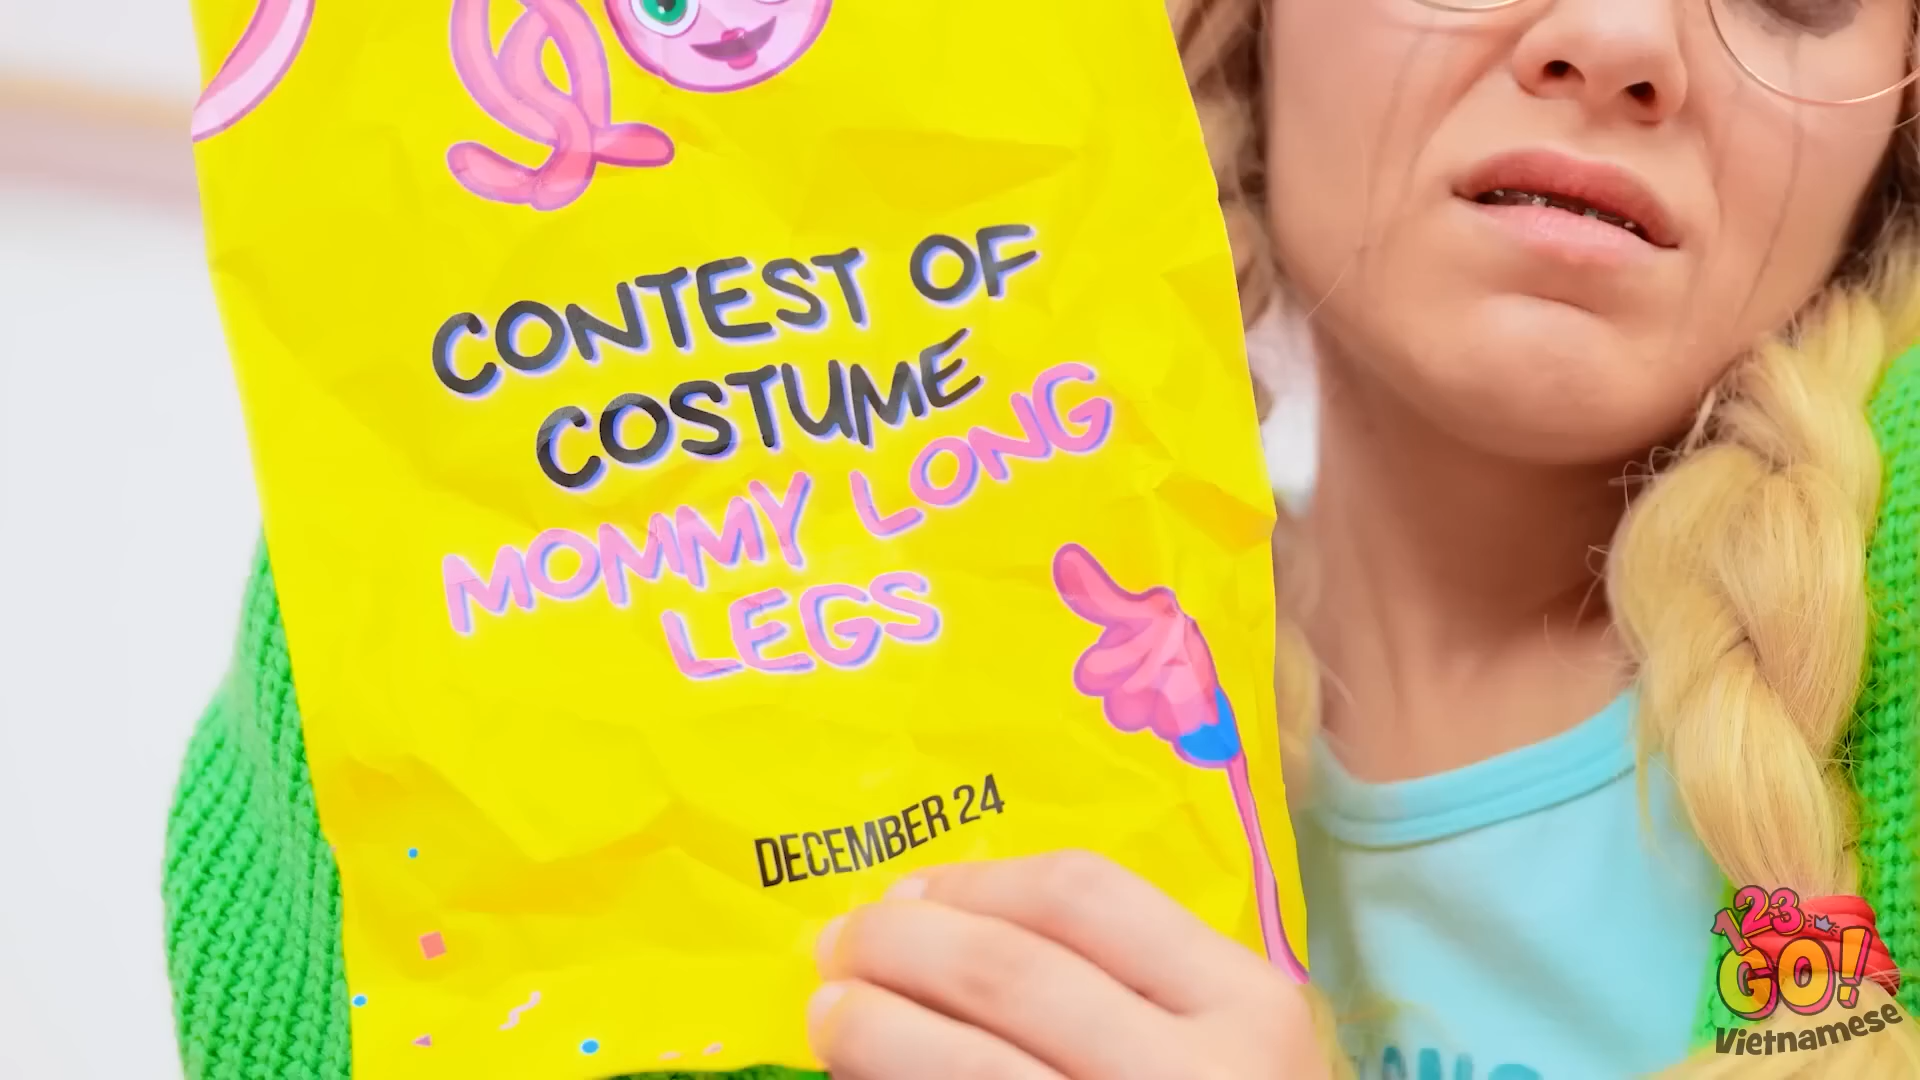 CONTEST OF
COSTUME
MOMMY LONG
LEGS
DECEMBER 24
123
GO!
Vietnamese